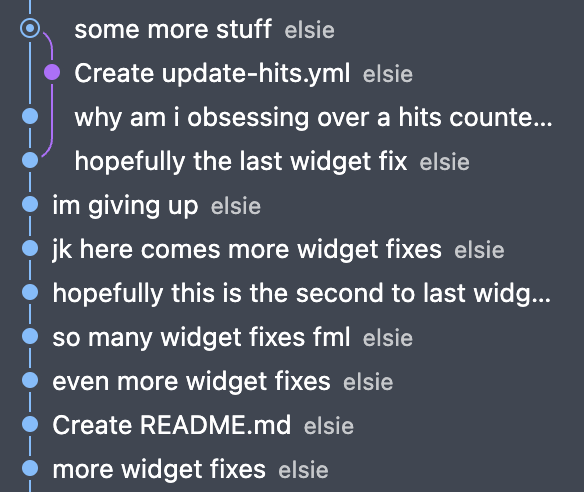 some more stuff elsie
Create update-hits.yml elsie
why am i obsessing over a hits counte...
hopefully the last widget fix elsie
im giving up elsie
jk here comes more widget fixes elsie
hopefully this is the second to last widg...
so many widget fixes fml elsie
even more widget fixes elsie
Create README.md elsie
more widget fixes elsie